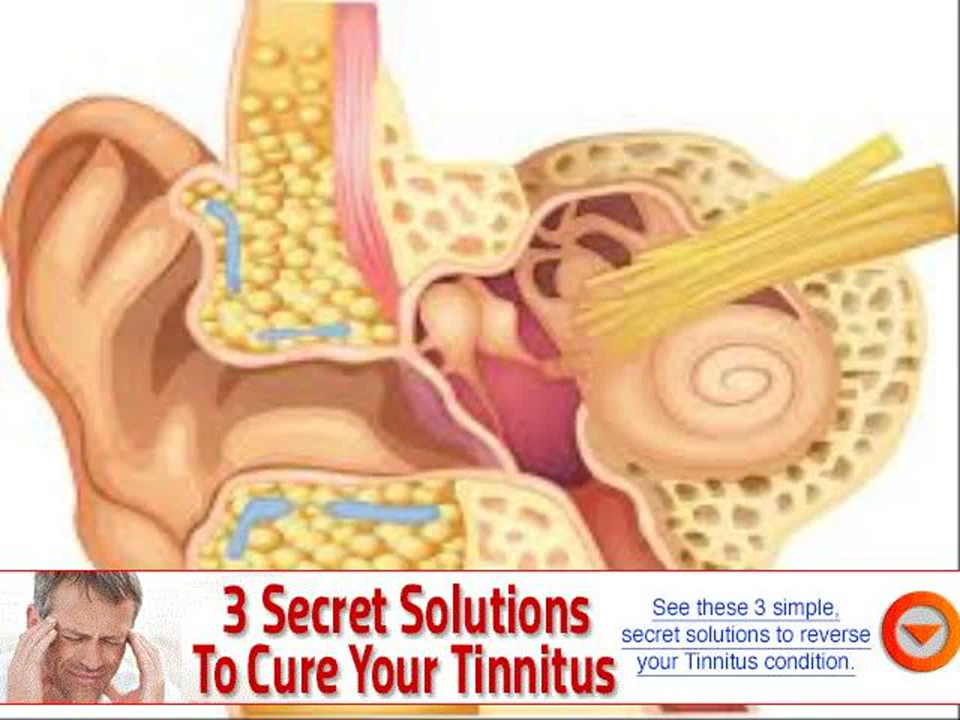 3 Secret Solutions
To Cure Your Tinnitus
See these 3 simple,
secret solutions to reverse
your Tinnitus condition.